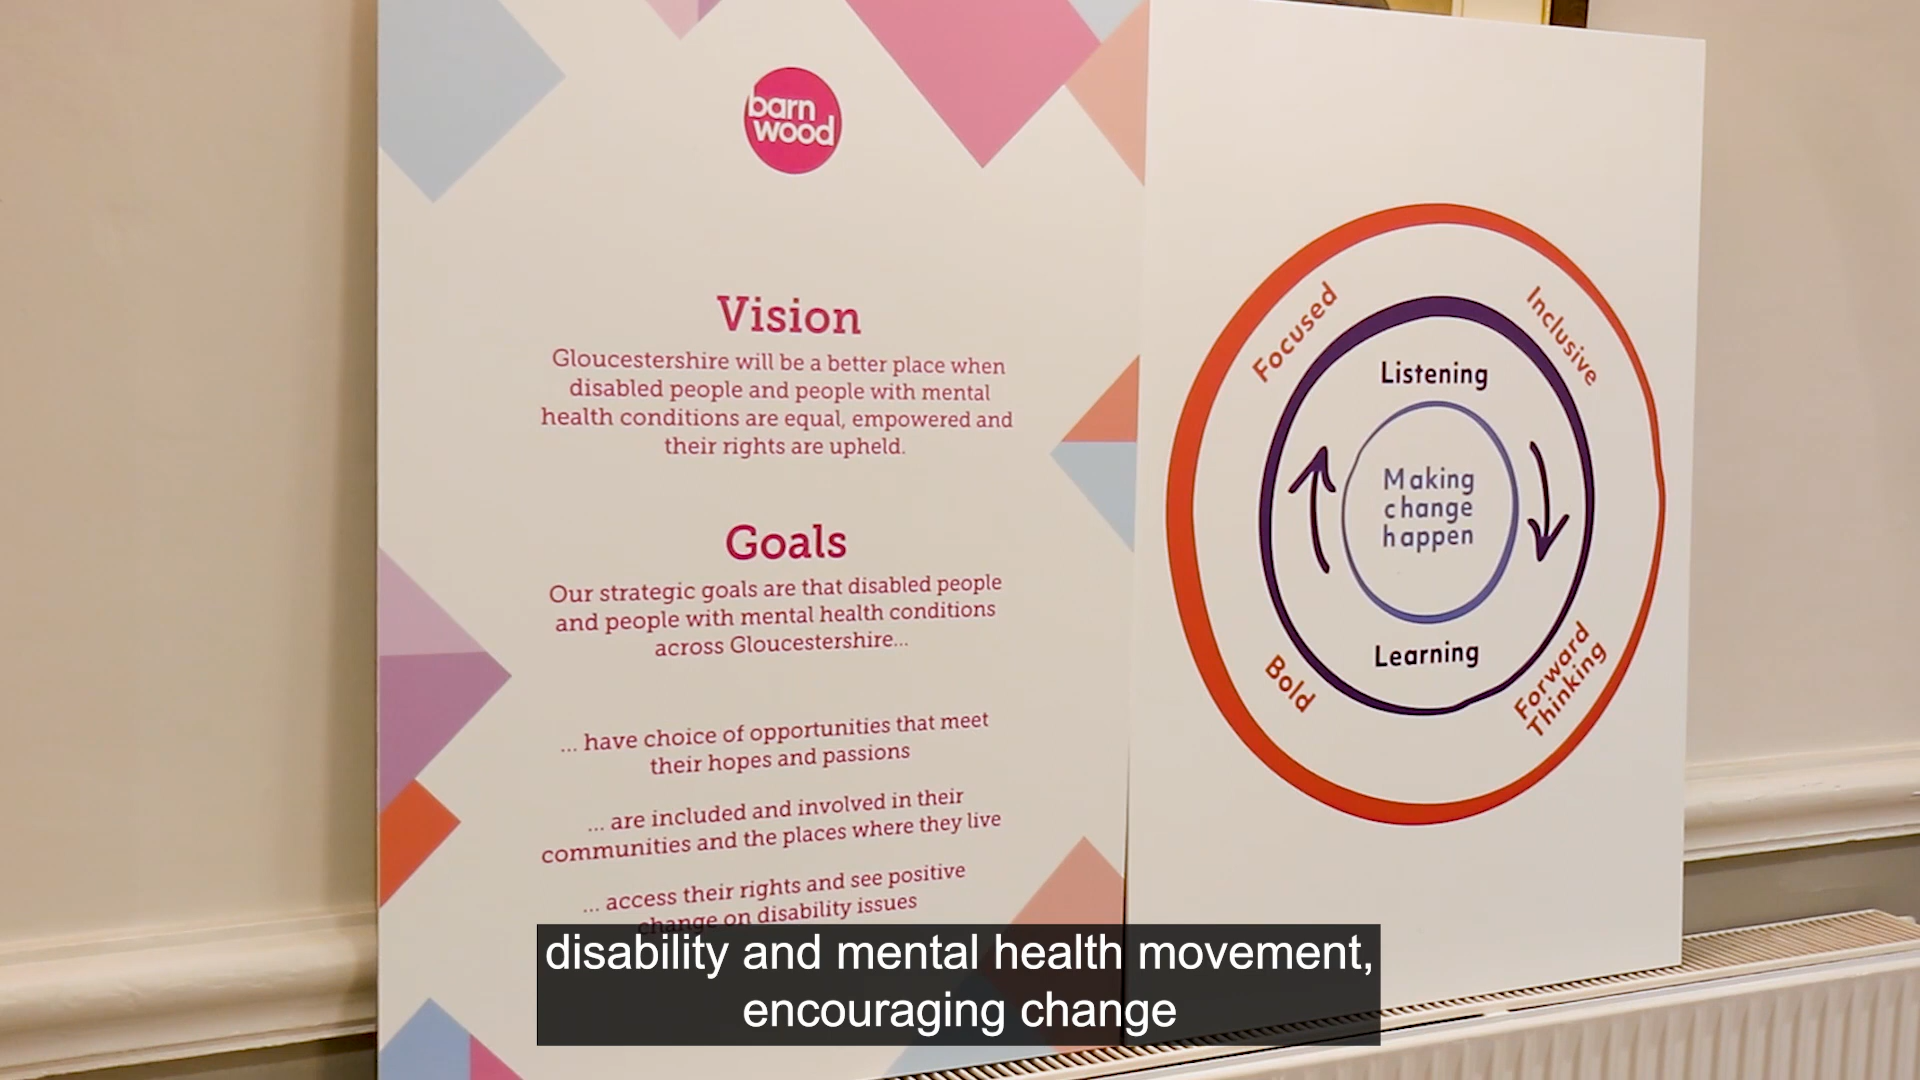 barn
wood
Vision
Gloucestershire will be a better place when
disabled people and people with mental
health conditions are equal, empowered and
their rights are upheld.
Goals
Our strategic goals are that disabled people
and people with mental health conditions
across Gloucestershire...
... have choice of opportunities that meet
their hopes and passions
... are included and involved in their
communities and the places where they live
... access their rights and see positive
change on disability issues
Focused
Inclusive
Listening
Making
change
happen
Learning
Bold
Forward
Thinking
disability and mental health movement,
encouraging change